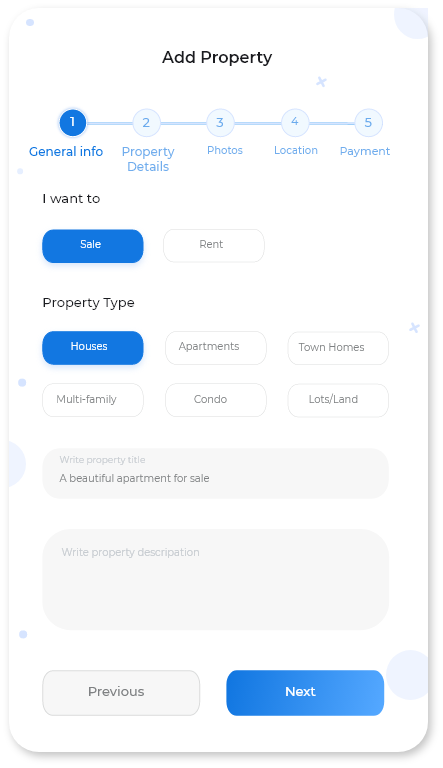 Add Property
1 2 3 4 5
General info Property Details Photos Location Payment
I want to
Sale Rent
Property Type
Houses Apartments Town Homes
Multi-family Condo Lots/Land
Write property title
A beautiful apartment for sale
Write property descripation
Previous Next